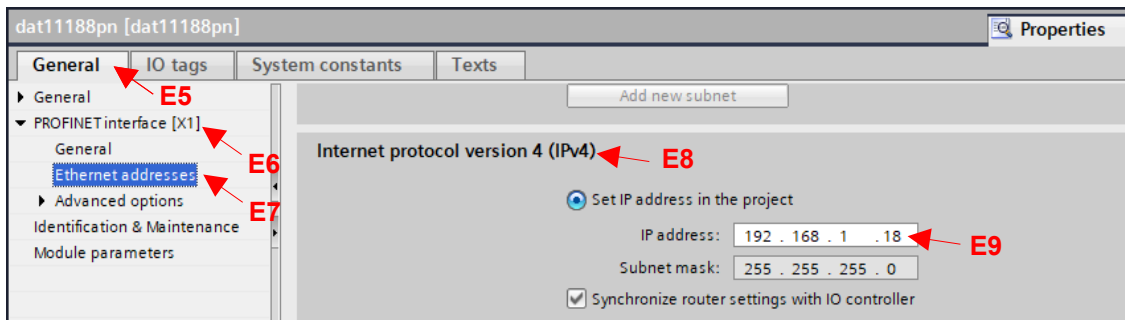 dat11188pn [dat11188pn]
Properties
General IO tags System constants Texts
E5
General
PROFINET interface [X1]
E6
General
Ethernet addresses
E7
Advanced options
Identification & Maintenance
Module parameters
Add new subnet
Internet protocol version 4 (IPv4)
E8
Set IP address in the project
IP address: 192 . 168 . 1 . 18
E9
Subnet mask: 255 . 255 . 255 . 0
Synchronize router settings with IO controller